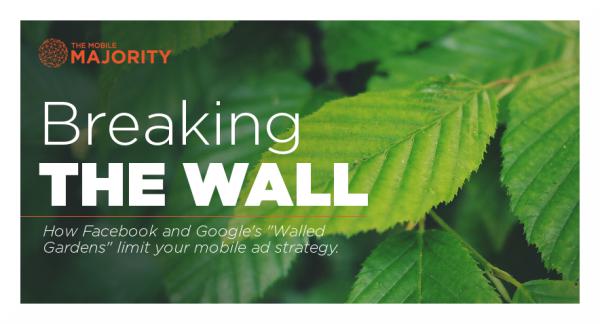 THE MOBILE
MAJORITY
Breaking
THE WALL
How Facebook and Google's "Walled
Gardens" limit your mobile ad strategy.